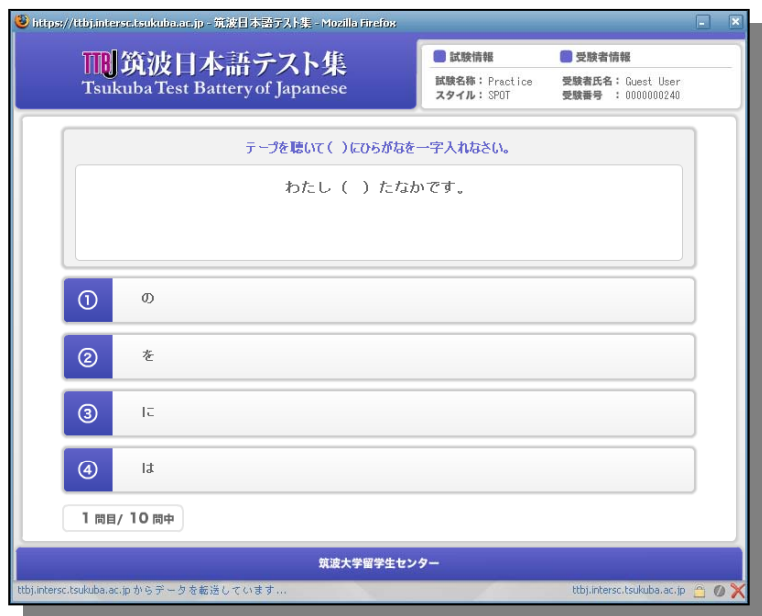 https://ttbj.intersc.tsukuba.ac.jp - 筑波日本語テスト集 - Mozilla Firefox
TTBJ 筑波日本語テスト集
Tsukuba Test Battery of Japanese
試験情報
試験名称：Practice
スタイル：SPOT
受験者情報
受験者氏名：Guest User
受験番号 ：0000000240
テープを聴いて( )にひらがなを一字入れなさい。
わたし ( ) たなかです。
① の
② を
③ に
④ は
1 問目/ 10 問中
筑波大学留学生センター
ttbj.intersc.tsukuba.ac.jp からデータを転送しています...
ttbj.intersc.tsukuba.ac.jp